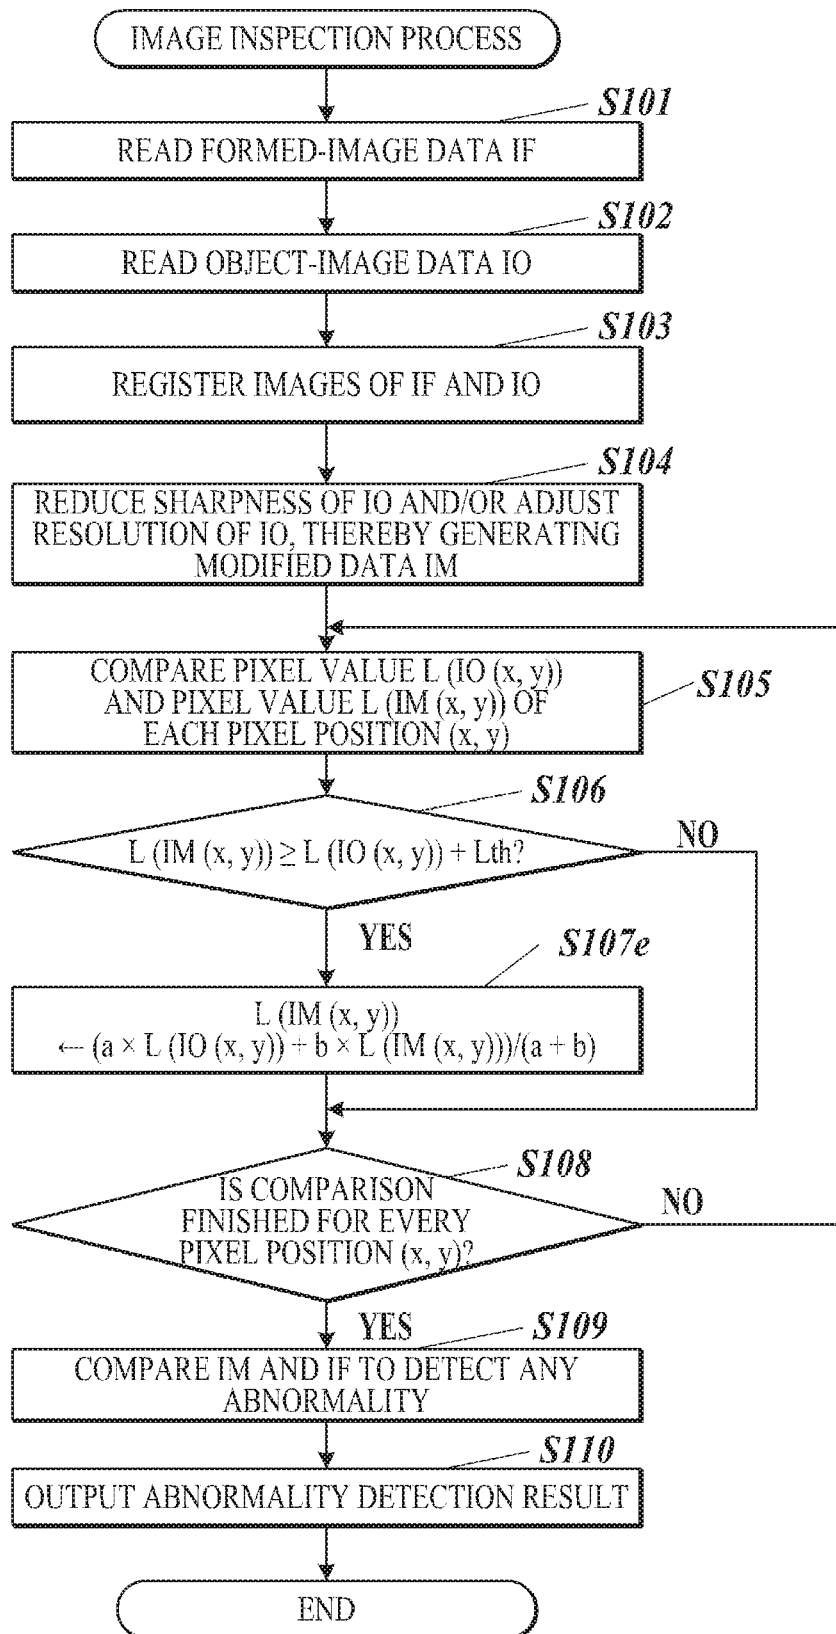 IMAGE INSPECTION PROCESS
S101
READ FORMED-IMAGE DATA IF
S102
READ OBJECT-IMAGE DATA IO
S103
REGISTER IMAGES OF IF AND IO
S104
REDUCE SHARPNESS OF IO AND/OR ADJUST
RESOLUTION OF IO, THEREBY GENERATING
MODIFIED DATA IM
COMPARE PIXEL VALUE L (IO (x, y))
AND PIXEL VALUE L (IM (x, y)) OF
EACH PIXEL POSITION (x, y)
S105
S106
L (IM (x, y)) ≥ L (IO (x, y)) + Lth?
NO
YES
S107e
L (IM (x, y))
← (a × L (IO (x, y)) + b × L (IM (x, y)))/(a + b)
S108
IS COMPARISON
FINISHED FOR EVERY
PIXEL POSITION (x, y)?
NO
YES
S109
COMPARE IM AND IF TO DETECT ANY
ABNORMALITY
S110
OUTPUT ABNORMALITY DETECTION RESULT
END